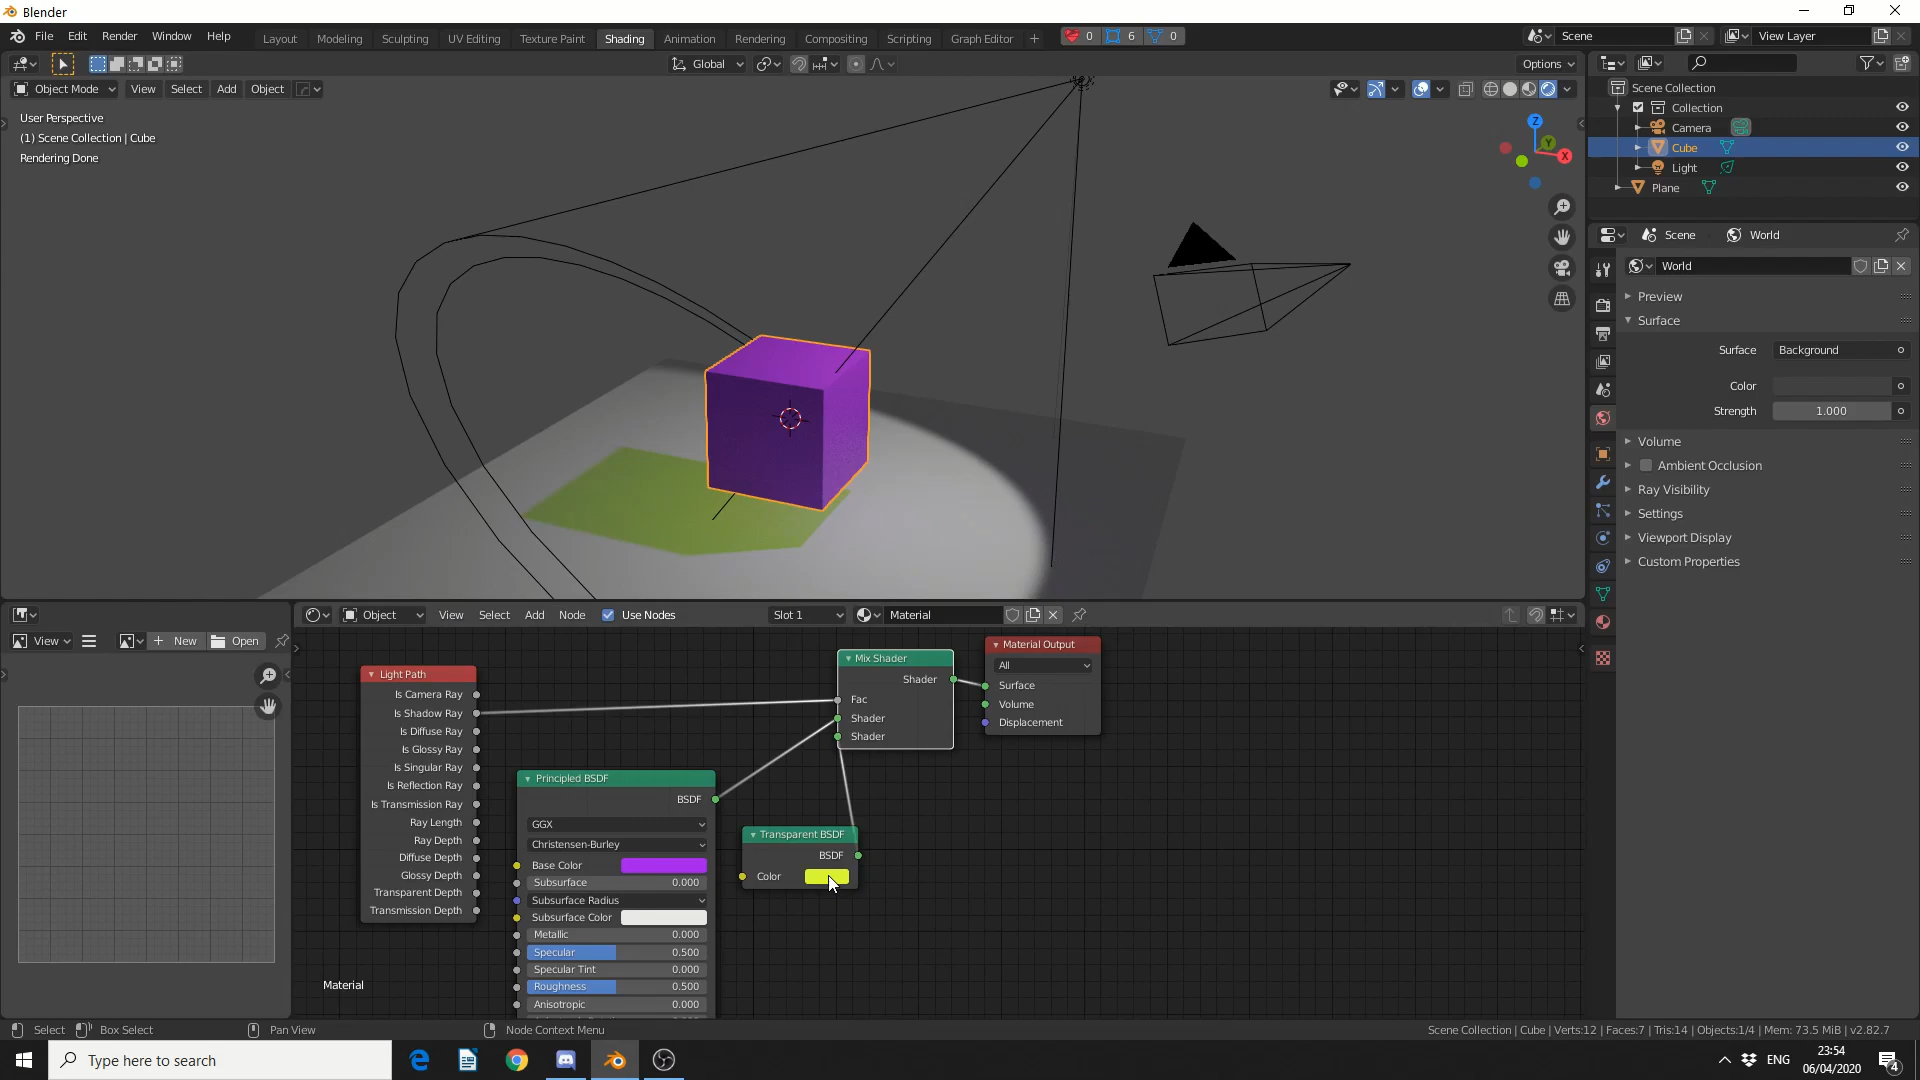 Blender
File Edit Render Window Help Layout Modeling Sculpting UV Editing Texture Paint Shading Animation Rendering Compositing Scripting Graph Editor + 0 6 0 Scene View Layer
Global Options
Object Mode View Select Add Object
User Perspective
(1) Scene Collection | Cube
Rendering Done
Z
Y
X
Scene Collection
Collection
Camera
Cube
Light
Plane
Scene World
World
Preview
Surface
Surface Background
Color
Strength 1.000
Volume
Ambient Occlusion
Ray Visibility
Settings
Viewport Display
Custom Properties
Object View Select Add Node Use Nodes Slot 1 Material
View + New Open
Light Path
Is Camera Ray
Is Shadow Ray
Is Diffuse Ray
Is Glossy Ray
Is Singular Ray
Is Reflection Ray
Is Transmission Ray
Ray Length
Ray Depth
Diffuse Depth
Glossy Depth
Transparent Depth
Transmission Depth
Principled BSDF
BSDF
GGX
Christensen-Burley
Base Color
Subsurface 0.000
Subsurface Radius
Subsurface Color
Metallic 0.000
Specular 0.500
Specular Tint 0.000
Roughness 0.500
Anisotropic 0.000
Transparent BSDF
BSDF
Color
Mix Shader
Shader
Fac
Shader
Shader
Material Output
All
Surface
Volume
Displacement
Material
Select Box Select Pan View Node Context Menu Scene Collection | Cube | Verts:12 | Faces:7 | Tris:14 | Objects:1/4 | Mem: 73.5 MiB | v2.82.7
Type here to search
ENG
23:54
06/04/2020
4